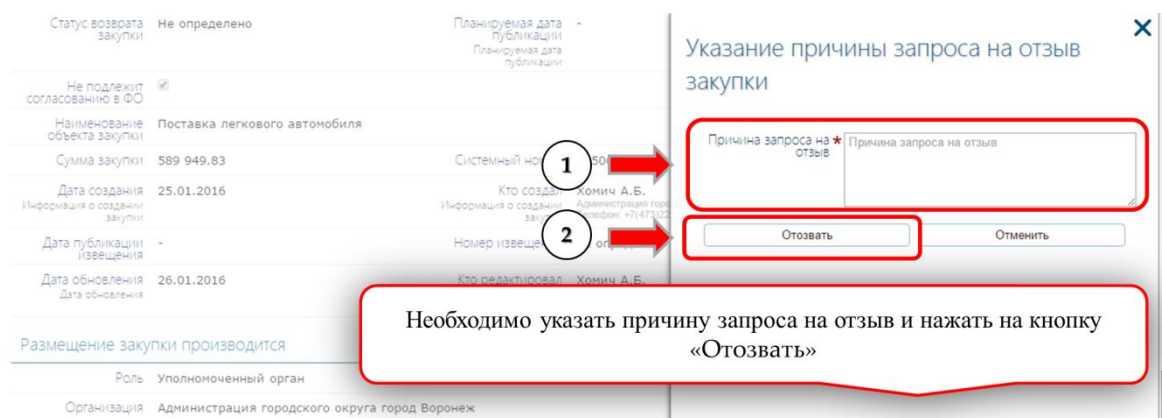 Статус возврата закупки Не определено Планируемая дата публикации -
Планируемая дата публикации
Не подлежит согласованию в ФО
Наименование объекта закупки Поставка легкового автомобиля
Сумма закупки 589 949.83 Системный
Дата создания 25.01.2016 Кто создал Хомич А.Б.
Информация о создании закупки Информация о создании Администрация
Телефон: +7(473)22
Дата публикации извещения - Номер
Дата обновления 26.01.2016 Кто редактировал Хомич А.Б.
Дата обновления
Размещение закупки производится
Роль Уполномоченный орган
Организация Администрация городского округа город Воронеж
Указание причины запроса на отзыв
закупки
1
Причина запроса на * Причина запроса на отзыв
отзыв
2
Отозвать Отменить
Необходимо указать причину запроса на отзыв и нажать на кнопку
«Отозвать»